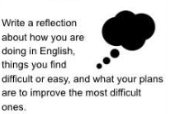 Write a reflection
about how you are
doing in English,
things you find
difficult or easy, and what your plans
are to improve the most difficult
ones.